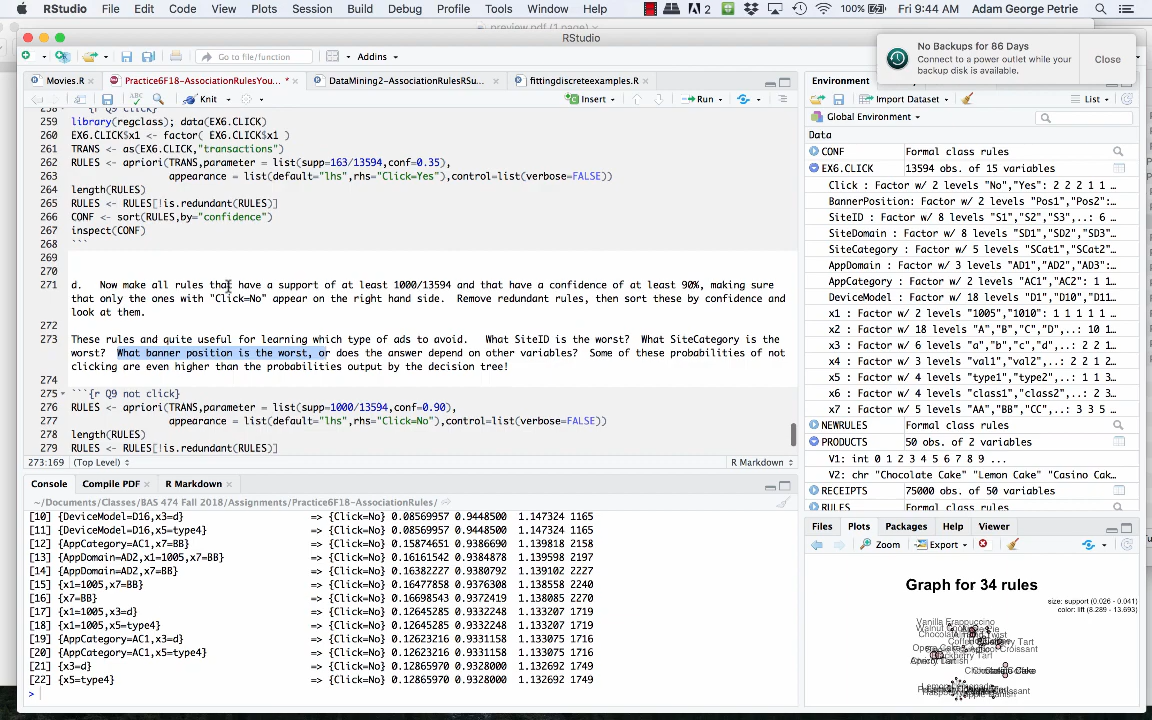 RStudio File Edit Code View Plots Session Build Debug Profile Tools Window Help 100% Fri 9:44 AM Adam George Petrie
RStudio
No Backups for 86 Days
Connect to a power outlet while your
backup disk is available.
Close
Go to file/function Addins
Movies.R Practice6F18-AssociationRulesYou... * DataMining2-AssociationRulesRSu... fittingdiscreteexamples.R
Knit Insert Run
259 library(regclass); data(EX6.CLICK)
260 EX6.CLICK$x1 <- factor( EX6.CLICK$x1 )
261 TRANS <- as(EX6.CLICK,"transactions")
262 RULES <- apriori(TRANS,parameter = list(supp=163/13594,conf=0.35),
263 appearance = list(default="lhs",rhs="Click=Yes"),control=list(verbose=FALSE))
264 length(RULES)
265 RULES <- RULES[!is.redundant(RULES)]
266 CONF <- sort(RULES,by="confidence")
267 inspect(CONF)
268 ```
269
270
271 d. Now make all rules that have a support of at least 1000/13594 and that have a confidence of at least 90%, making sure
that only the ones with "Click=No" appear on the right hand side. Remove redundant rules, then sort these by confidence and
look at them.
272
273 These rules and quite useful for learning which type of ads to avoid. What SiteID is the worst? What SiteCategory is the
worst? What banner position is the worst, or does the answer depend on other variables? Some of these probabilities of not
clicking are even higher than the probabilities output by the decision tree!
274
275 ```{r Q9 not click}
276 RULES <- apriori(TRANS,parameter = list(supp=1000/13594,conf=0.90),
277 appearance = list(default="lhs",rhs="Click=No"),control=list(verbose=FALSE))
278 length(RULES)
279 RULES <- RULES[!is.redundant(RULES)]
273:169 (Top Level) R Markdown
Console Compile PDF R Markdown
~/Documents/Classes/BAS 474 Fall 2018/Assignments/Practice6F18-AssociationRules/
[10] {DeviceModel=D16,x3=d} => {Click=No} 0.08569957 0.9448500 1.147324 1165
[11] {DeviceModel=D16,x5=type4} => {Click=No} 0.08569957 0.9448500 1.147324 1165
[12] {AppCategory=AC1,x7=BB} => {Click=No} 0.15874651 0.9386690 1.139818 2158
[13] {AppDomain=AD2,x1=1005,x7=BB} => {Click=No} 0.16161542 0.9384878 1.139598 2197
[14] {AppDomain=AD2,x7=BB} => {Click=No} 0.16382227 0.9380792 1.139102 2227
[15] {x1=1005,x7=BB} => {Click=No} 0.16477858 0.9376308 1.138558 2240
[16] {x7=BB} => {Click=No} 0.16698543 0.9372419 1.138085 2270
[17] {x1=1005,x3=d} => {Click=No} 0.12645285 0.9332248 1.133207 1719
[18] {x1=1005,x5=type4} => {Click=No} 0.12645285 0.9332248 1.133207 1719
[19] {AppCategory=AC1,x3=d} => {Click=No} 0.12623216 0.9331158 1.133075 1716
[20] {AppCategory=AC1,x5=type4} => {Click=No} 0.12623216 0.9331158 1.133075 1716
[21] {x3=d} => {Click=No} 0.12865970 0.9328000 1.132692 1749
[22] {x5=type4} => {Click=No} 0.12865970 0.9328000 1.132692 1749
>
Environment
Import Dataset List
Global Environment
Data
CONF Formal class rules
EX6.CLICK 13594 obs. of 15 variables
Click : Factor w/ 2 levels "No","Yes": 2 2 2 1 1 ...
BannerPosition: Factor w/ 2 levels "Pos1","Pos2": ...
SiteID : Factor w/ 8 levels "S1","S2","S3",..: 6 ...
SiteDomain : Factor w/ 8 levels "SD1","SD2","SD3"...
SiteCategory : Factor w/ 5 levels "SCat1","SCat2"...
AppDomain : Factor w/ 3 levels "AD1","AD2","AD3:...
AppCategory : Factor w/ 2 levels "AC1","AC2": 1 1 ...
DeviceModel : Factor w/ 18 levels "D1","D10","D11...
x1 : Factor w/ 2 levels "1005","1010": 1 1 1 1 1 ...
x2 : Factor w/ 18 levels "A","B","C","D",..: 10 1...
x3 : Factor w/ 6 levels "a","b","c","d",..: 2 2 ...
x4 : Factor w/ 4 levels "val1","val2",..: 2 2 1 2...
x5 : Factor w/ 4 levels "type1","type2",..: 1 1 3...
x6 : Factor w/ 4 levels "class1","class2",..: 2 3...
x7 : Factor w/ 5 levels "AA","BB","CC",..: 3 3 5 ...
NEWRULES Formal class rules
PRODUCTS 50 obs. of 2 variables
V1: int 0 1 2 3 4 5 6 7 8 9 ...
V2: chr "Chocolate Cake" "Lemon Cake" "Casino Cak...
RECEIPTS 75000 obs. of 50 variables
RULES Formal class rules
Files Plots Packages Help Viewer
Zoom Export
Graph for 34 rules
size: support (0.026 - 0.041)
color: lift (8.289 - 13.693)
Vanilla Frappuccino